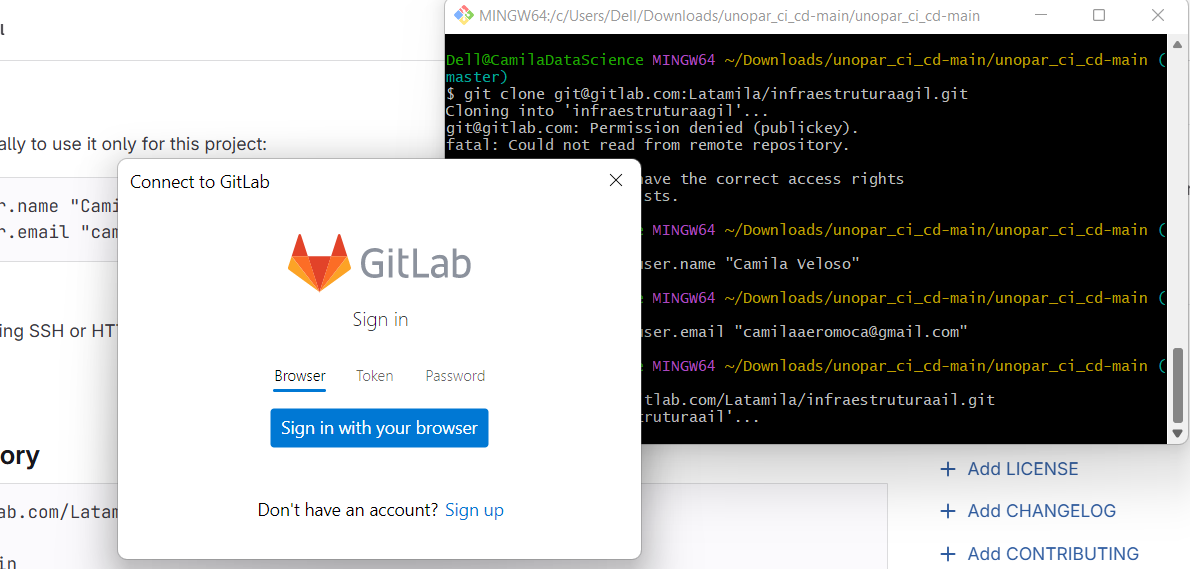 MINGW64:/c/Users/Dell/Downloads/unopar_ci_cd-main/unopar_ci_cd-main
Dell@CamilaDataScience MINGW64 ~/Downloads/unopar_ci_cd-main/unopar_ci_cd-main (
master)
$ git clone git@gitlab.com:Latamila/infraestruturaagil.git
Cloning into 'infraestruturaagil'...
git@gitlab.com: Permission denied (publickey).
fatal: Could not read from remote repository.
ave the correct access rights
sts.
MINGW64 ~/Downloads/unopar_ci_cd-main/unopar_ci_cd-main (
user.name "Camila Veloso"
MINGW64 ~/Downloads/unopar_ci_cd-main/unopar_ci_cd-main (
user.email "camilaaeromoca@gmail.com"
MINGW64 ~/Downloads/unopar_ci_cd-main/unopar_ci_cd-main (
tlab.com/Latamila/infraestruturaail.git
truturaail'...
ally to use it only for this project:
r.name "Cami
r.email "cam
ing SSH or HTT
ory
ab.com/Latam
in
Connect to GitLab
GitLab
Sign in
Browser Token Password
Sign in with your browser
Don't have an account? Sign up
+ Add LICENSE
+ Add CHANGELOG
+ Add CONTRIBUTING